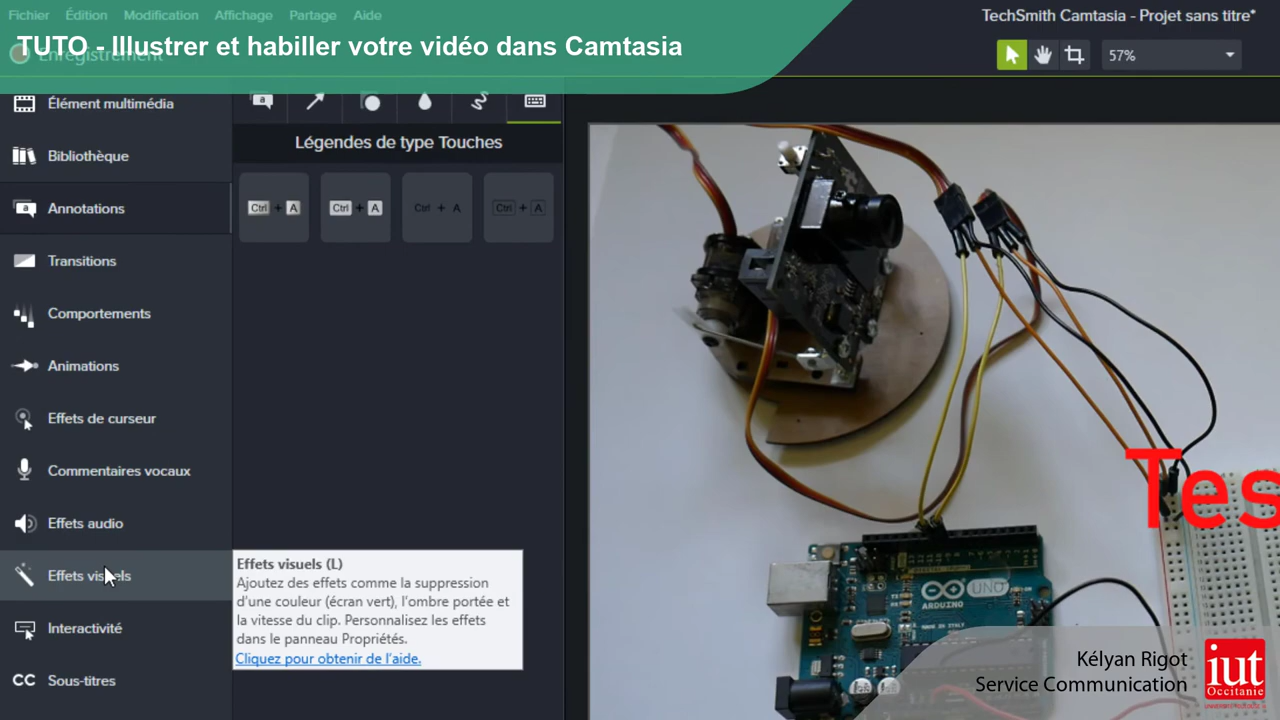 Fichier Édition Modification Affichage Partage Aide
TechSmith Camtasia - Projet sans titre*
TUTO - Illustrer et habiller votre vidéo dans Camtasia
Enregistrement
57%
Élément multimédia
Bibliothèque
Annotations
Transitions
Comportements
Animations
Effets de curseur
Commentaires vocaux
Effets audio
Effets visuels
Interactivité
CC Sous-titres
a
Légendes de type Touches
Ctrl + A
Ctrl + A
Ctrl + A
Ctrl + A
Effets visuels (L)
Ajoutez des effets comme la suppression
d'une couleur (écran vert), l'ombre portée et
la vitesse du clip. Personnalisez les effets
dans le panneau Propriétés.
Cliquez pour obtenir de l'aide.
Tes
UNO
ARDUINO
Kélyan Rigot
Service Communication
iut
Occitanie